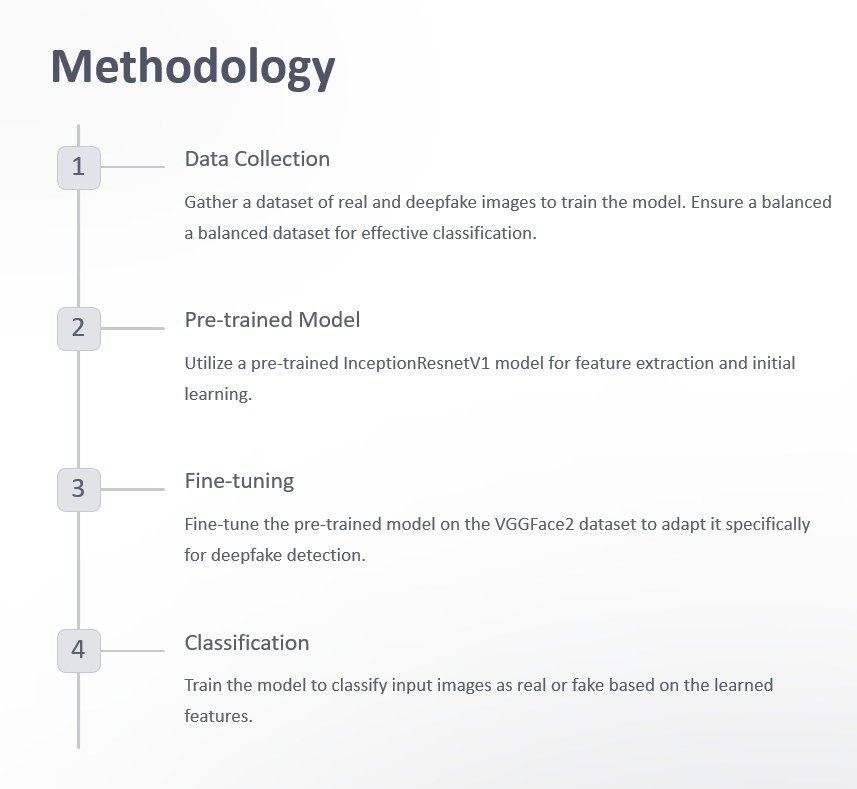 Methodology
1
Data Collection
Gather a dataset of real and deepfake images to train the model. Ensure a balanced
a balanced dataset for effective classification.
2
Pre-trained Model
Utilize a pre-trained InceptionResnetV1 model for feature extraction and initial
learning.
3
Fine-tuning
Fine-tune the pre-trained model on the VGGFace2 dataset to adapt it specifically
for deepfake detection.
4
Classification
Train the model to classify input images as real or fake based on the learned
features.